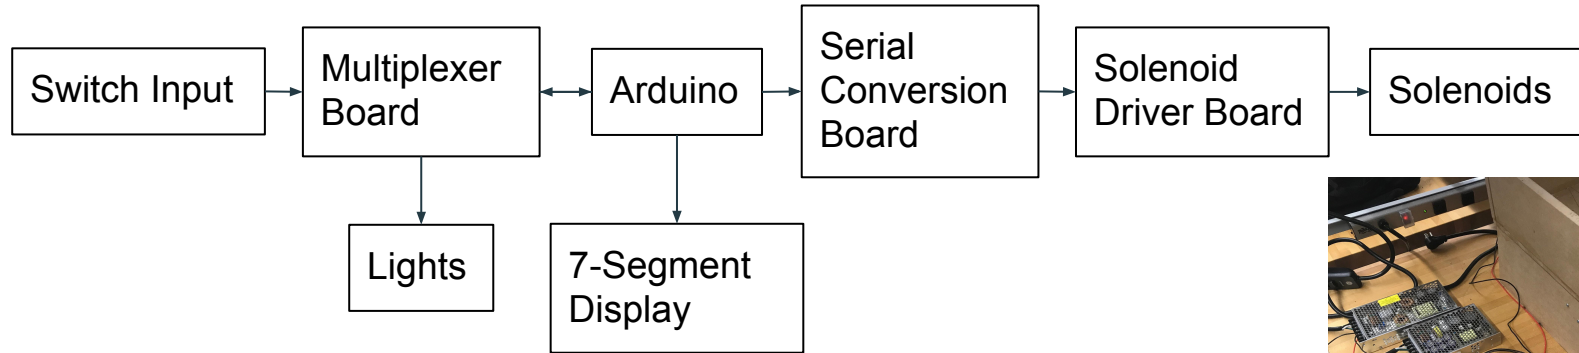 Switch Input
Multiplexer
Board
Arduino
Serial
Conversion
Board
Solenoid
Driver Board
Solenoids
Lights
7-Segment
Display